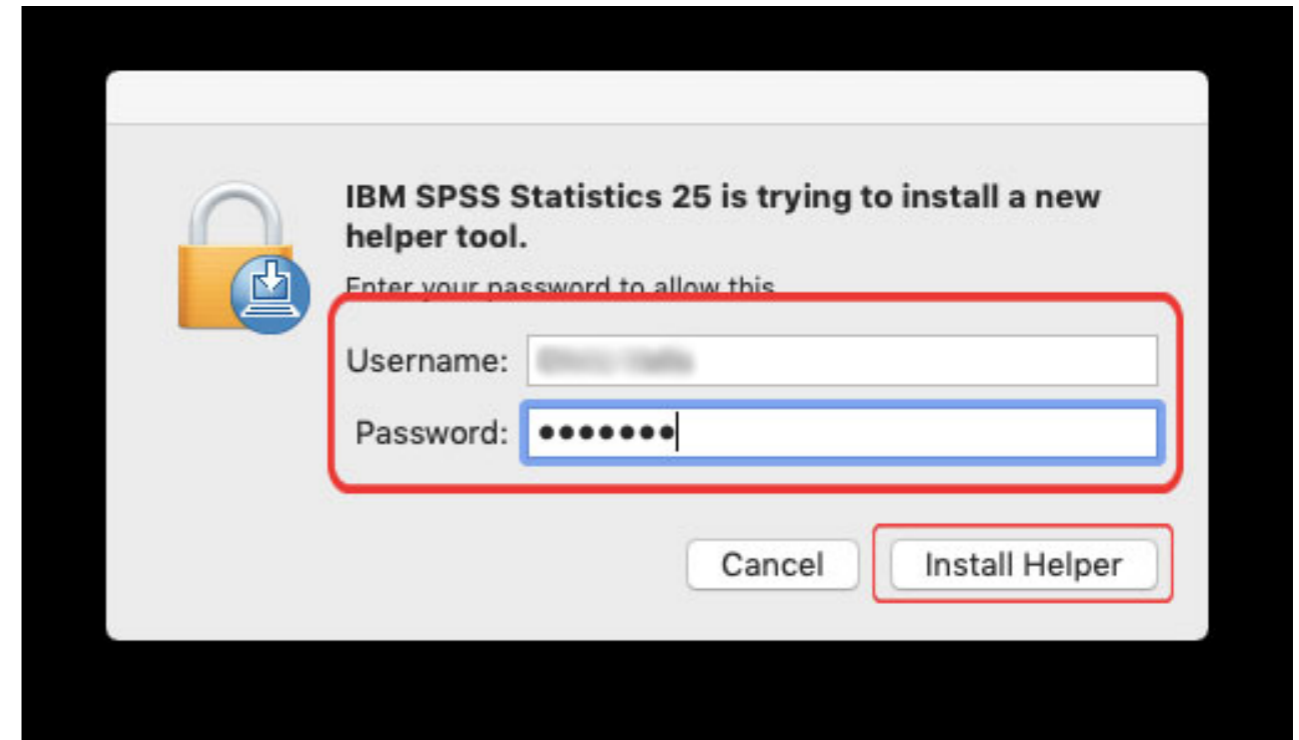 IBM SPSS Statistics 25 is trying to install a new
helper tool.
Enter your password to allow this
Username:
Password: •••••••
Cancel
Install Helper